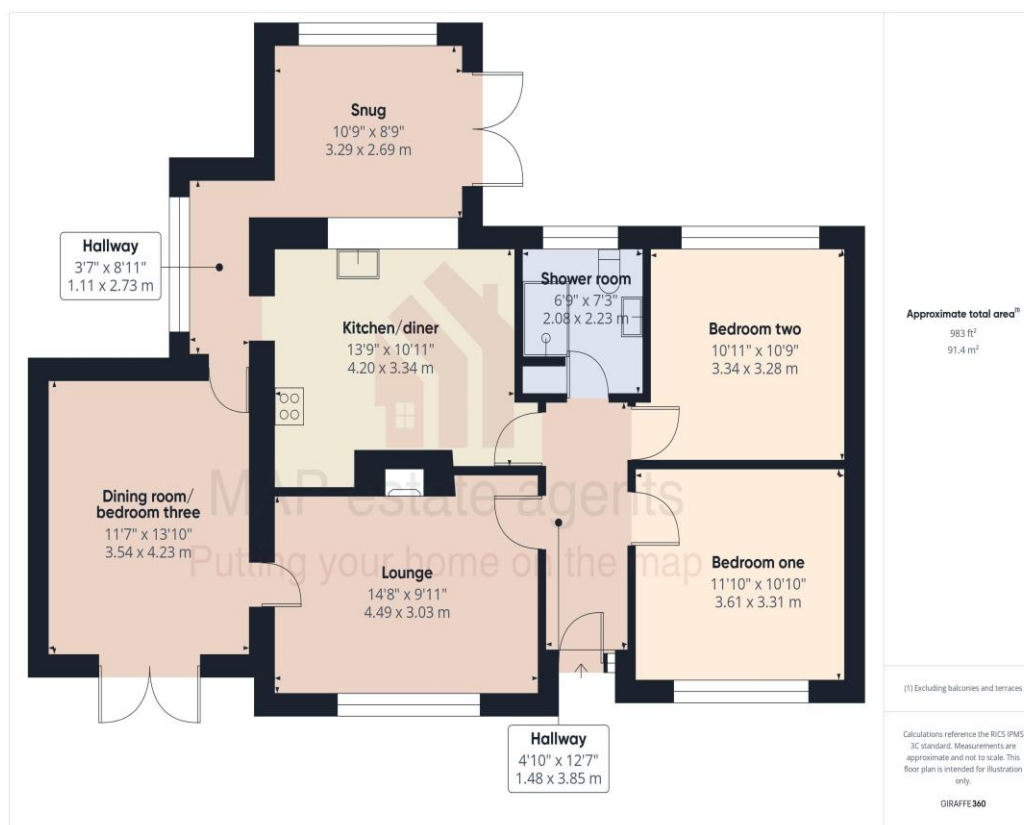 Snug
10'9" x 8'9"
3.29 x 2.69 m
Hallway
3'7" x 8'11"
1.11 x 2.73 m
Kitchen/diner
13'9" x 10'11"
4.20 x 3.34 m
Shower room
6'9" x 7'3"
2.08 x 2.23 m
Bedroom two
10'11" x 10'9"
3.34 x 3.28 m
Dining room/
bedroom three
11'7" x 13'10"
3.54 x 4.23 m
MAP estate agents
Putting your home on the map
Lounge
14'8" x 9'11"
4.49 x 3.03 m
Bedroom one
11'10" x 10'10"
3.61 x 3.31 m
Hallway
4'10" x 12'7"
1.48 x 3.85 m
Approximate total area⁽¹⁾
983 ft²
91.4 m²
(1) Excluding balconies and terraces
Calculations reference the RICS IPMS
3C standard. Measurements are
approximate and not to scale. This
floor plan is intended for illustration
only.
GIRAFFE360